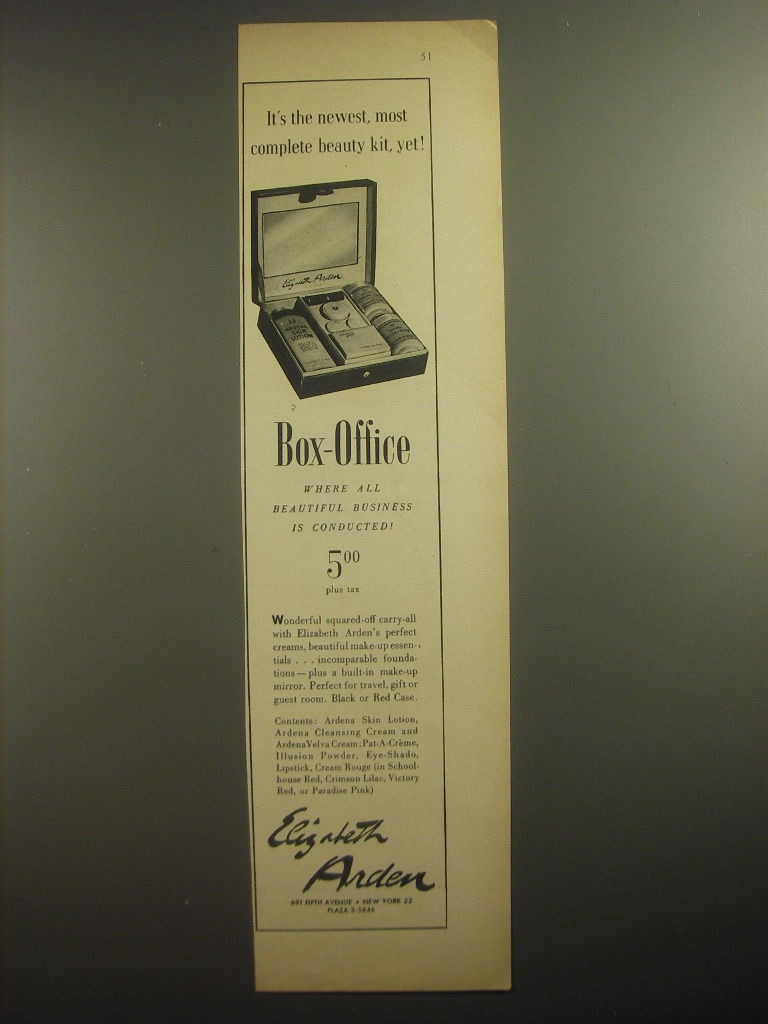 51
It's the newest, most
complete beauty kit, yet!
Elizabeth Arden
ARDENA
SKIN
LOTION
Box-Office
WHERE ALL
BEAUTIFUL BUSINESS
IS CONDUCTED!
5 00
plus tax
Wonderful squared-off carry-all
with Elizabeth Arden's perfect
creams, beautiful make-up essen-
tials . . . incomparable founda-
tions—plus a built-in make-up
mirror. Perfect for travel, gift or
guest room. Black or Red Case.
Contents: Ardena Skin Lotion,
Ardena Cleansing Cream and
Ardena Velva Cream; Pat-A-Crème,
Illusion Powder, Eye-Shado,
Lipstick, Cream Rouge (in School-
house Red, Crimson Lilac, Victory
Red, or Paradise Pink)
Elizabeth
Arden
691 FIFTH AVENUE • NEW YORK 22
PLAZA 3-5846